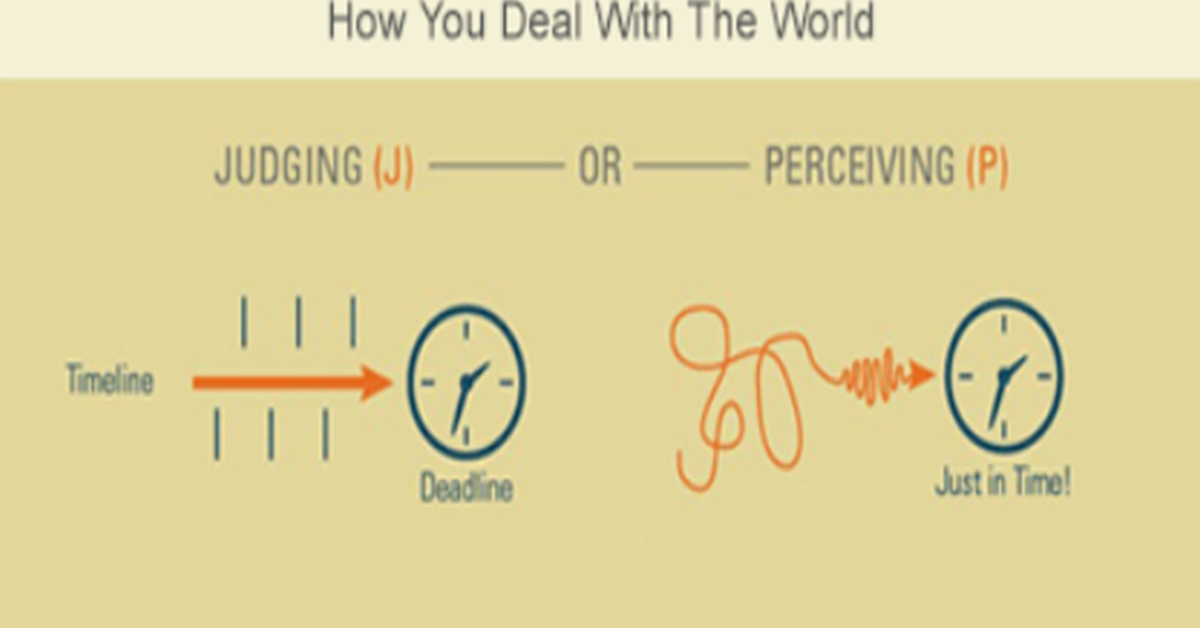 How You Deal With The World
JUDGING (J) OR PERCEIVING (P)
Timeline
Deadline
Just in Time!